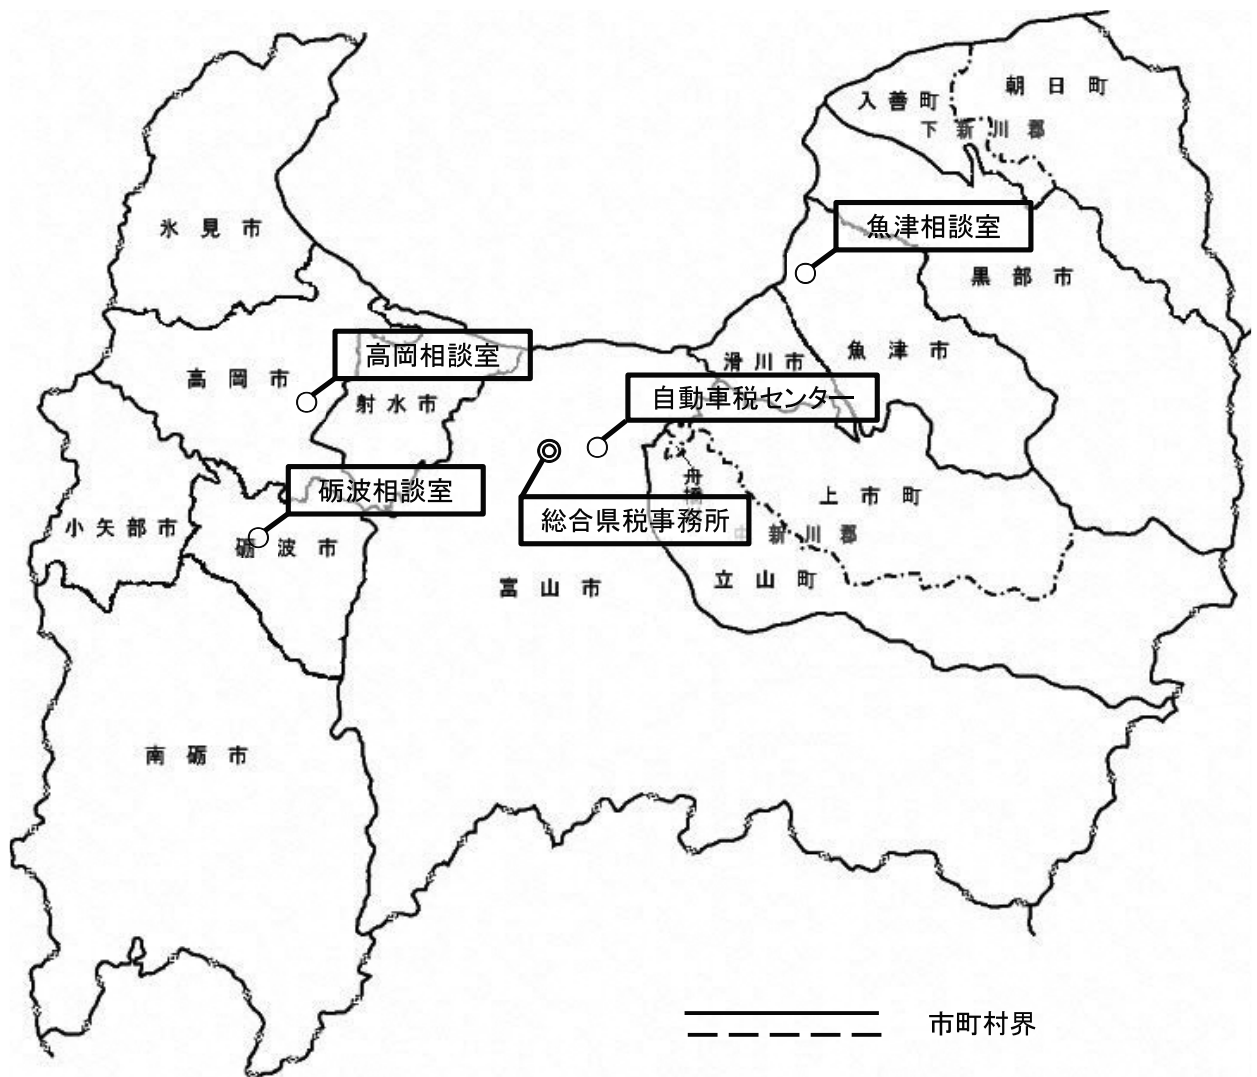 朝日町
入善町
下新川郡
魚津相談室
氷見市
黒部市
高岡相談室
魚津市
滑川市
高岡市
自動車税センター
射水市
砺波相談室
舟橋
上市町
総合県税事務所
小矢部市
砺波市
中新川郡
富山市
立山町
南砺市
市町村界